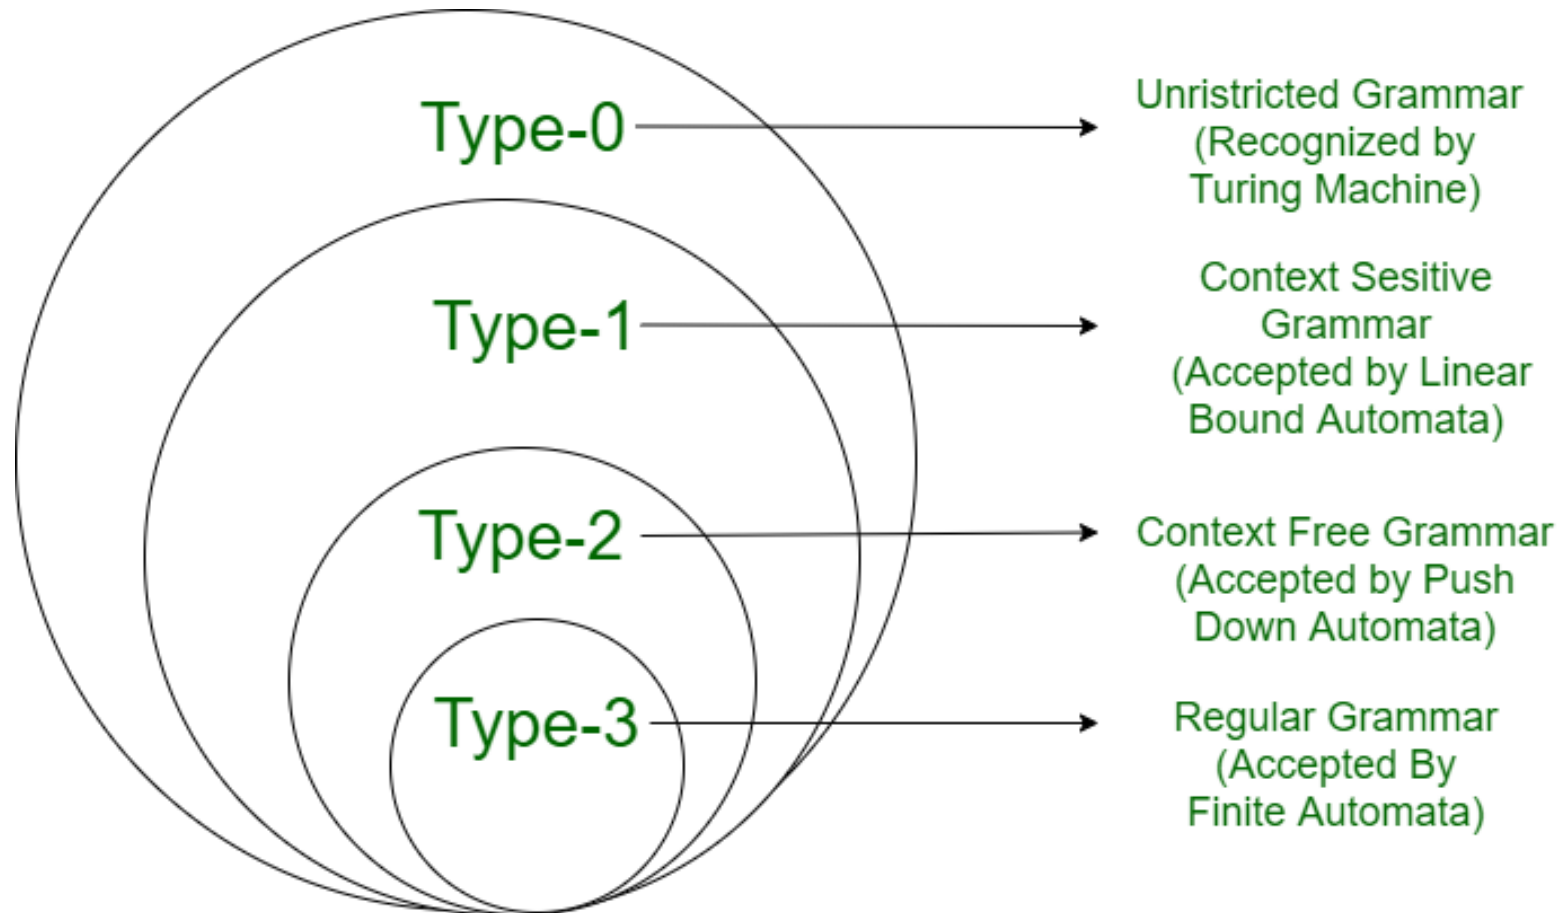 Type-0
Unristricted Grammar
(Recognized by
Turing Machine)
Type-1
Context Sesitive
Grammar
(Accepted by Linear
Bound Automata)
Type-2
Context Free Grammar
(Accepted by Push
Down Automata)
Type-3
Regular Grammar
(Accepted By
Finite Automata)